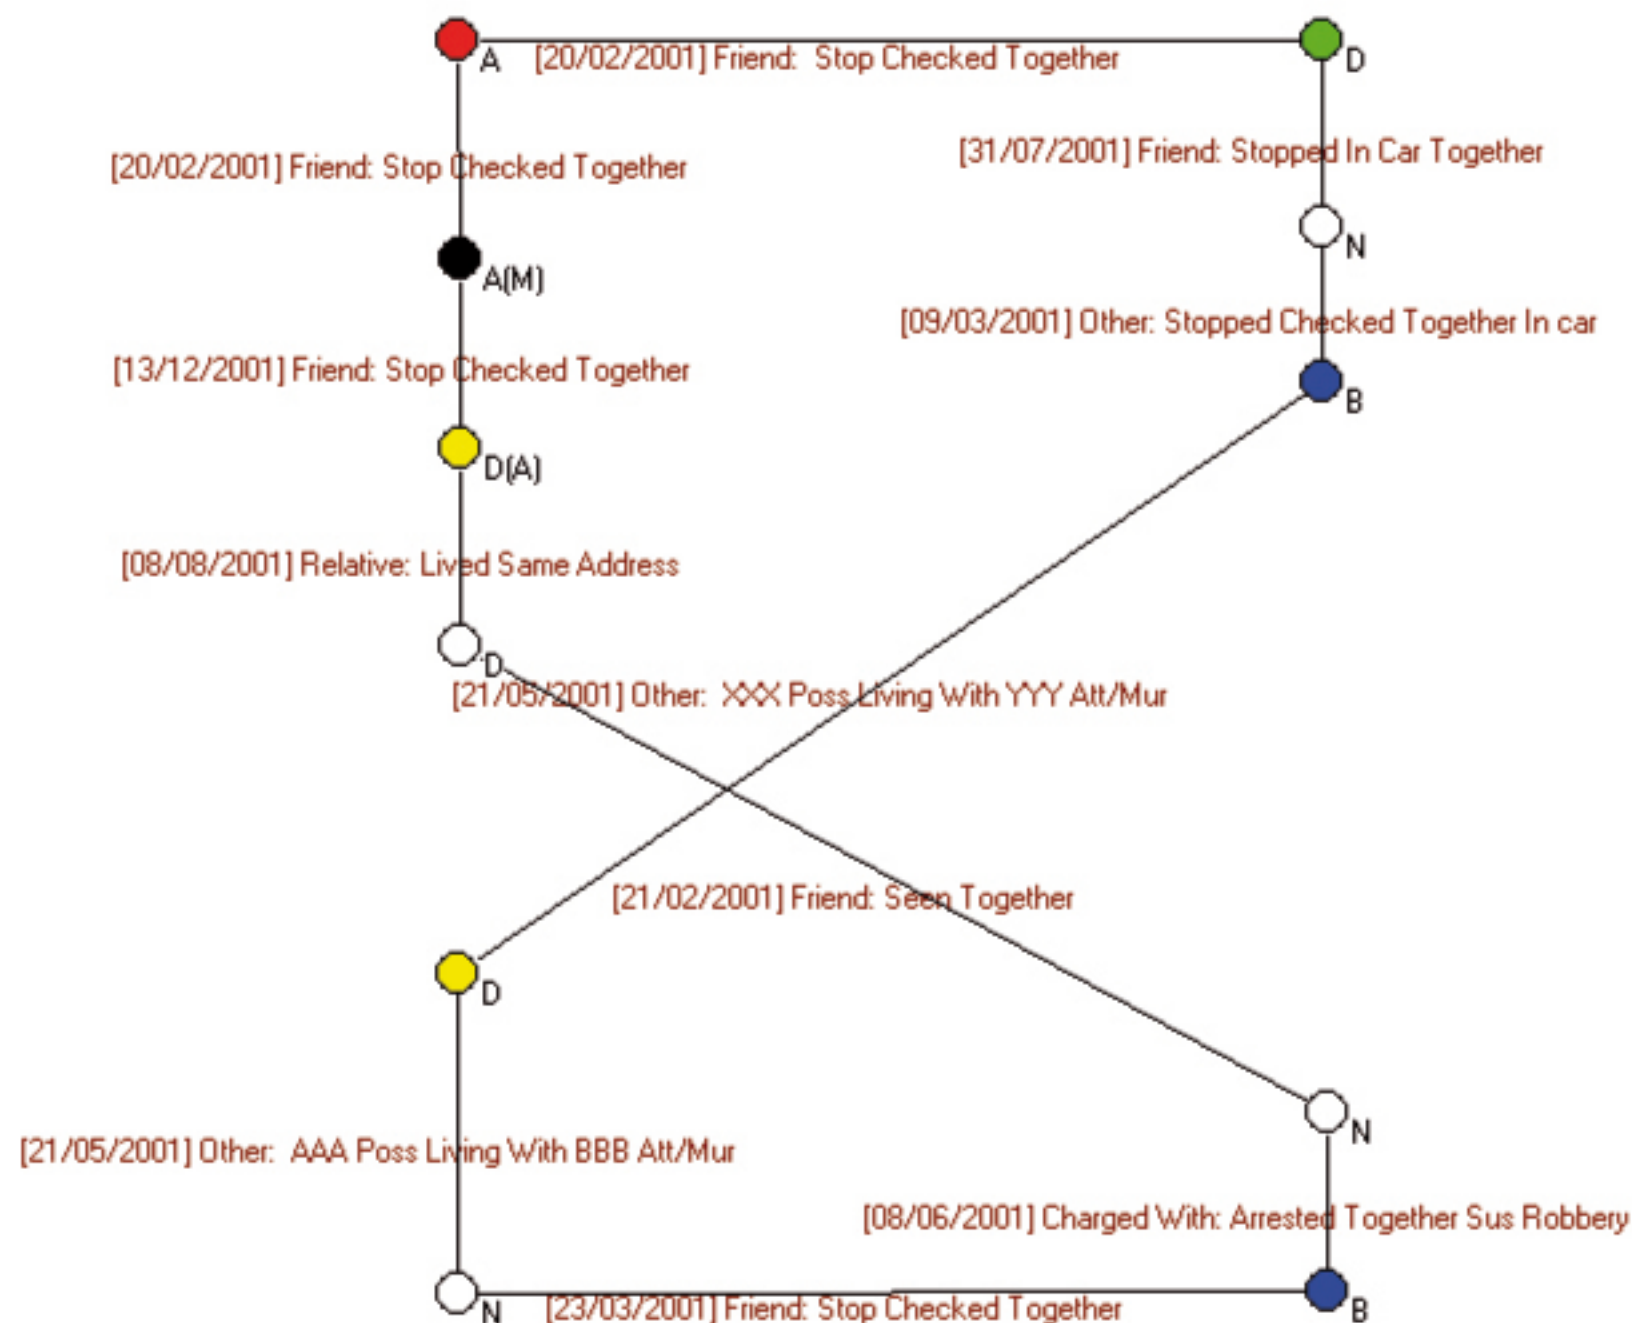 A
[20/02/2001] Friend: Stop Checked Together
D
[20/02/2001] Friend: Stop Checked Together
[31/07/2001] Friend: Stopped In Car Together
N
A(M)
[09/03/2001] Other: Stopped Checked Together In car
[13/12/2001] Friend: Stop Checked Together
B
D(A)
[08/08/2001] Relative: Lived Same Address
D
[21/05/2001] Other: XXX Poss Living With YYY Att/Mur
[21/02/2001] Friend: Seen Together
D
N
[21/05/2001] Other: AAA Poss Living With BBB Att/Mur
[08/06/2001] Charged With: Arrested Together Sus Robbery
N
[23/03/2001] Friend: Stop Checked Together
B